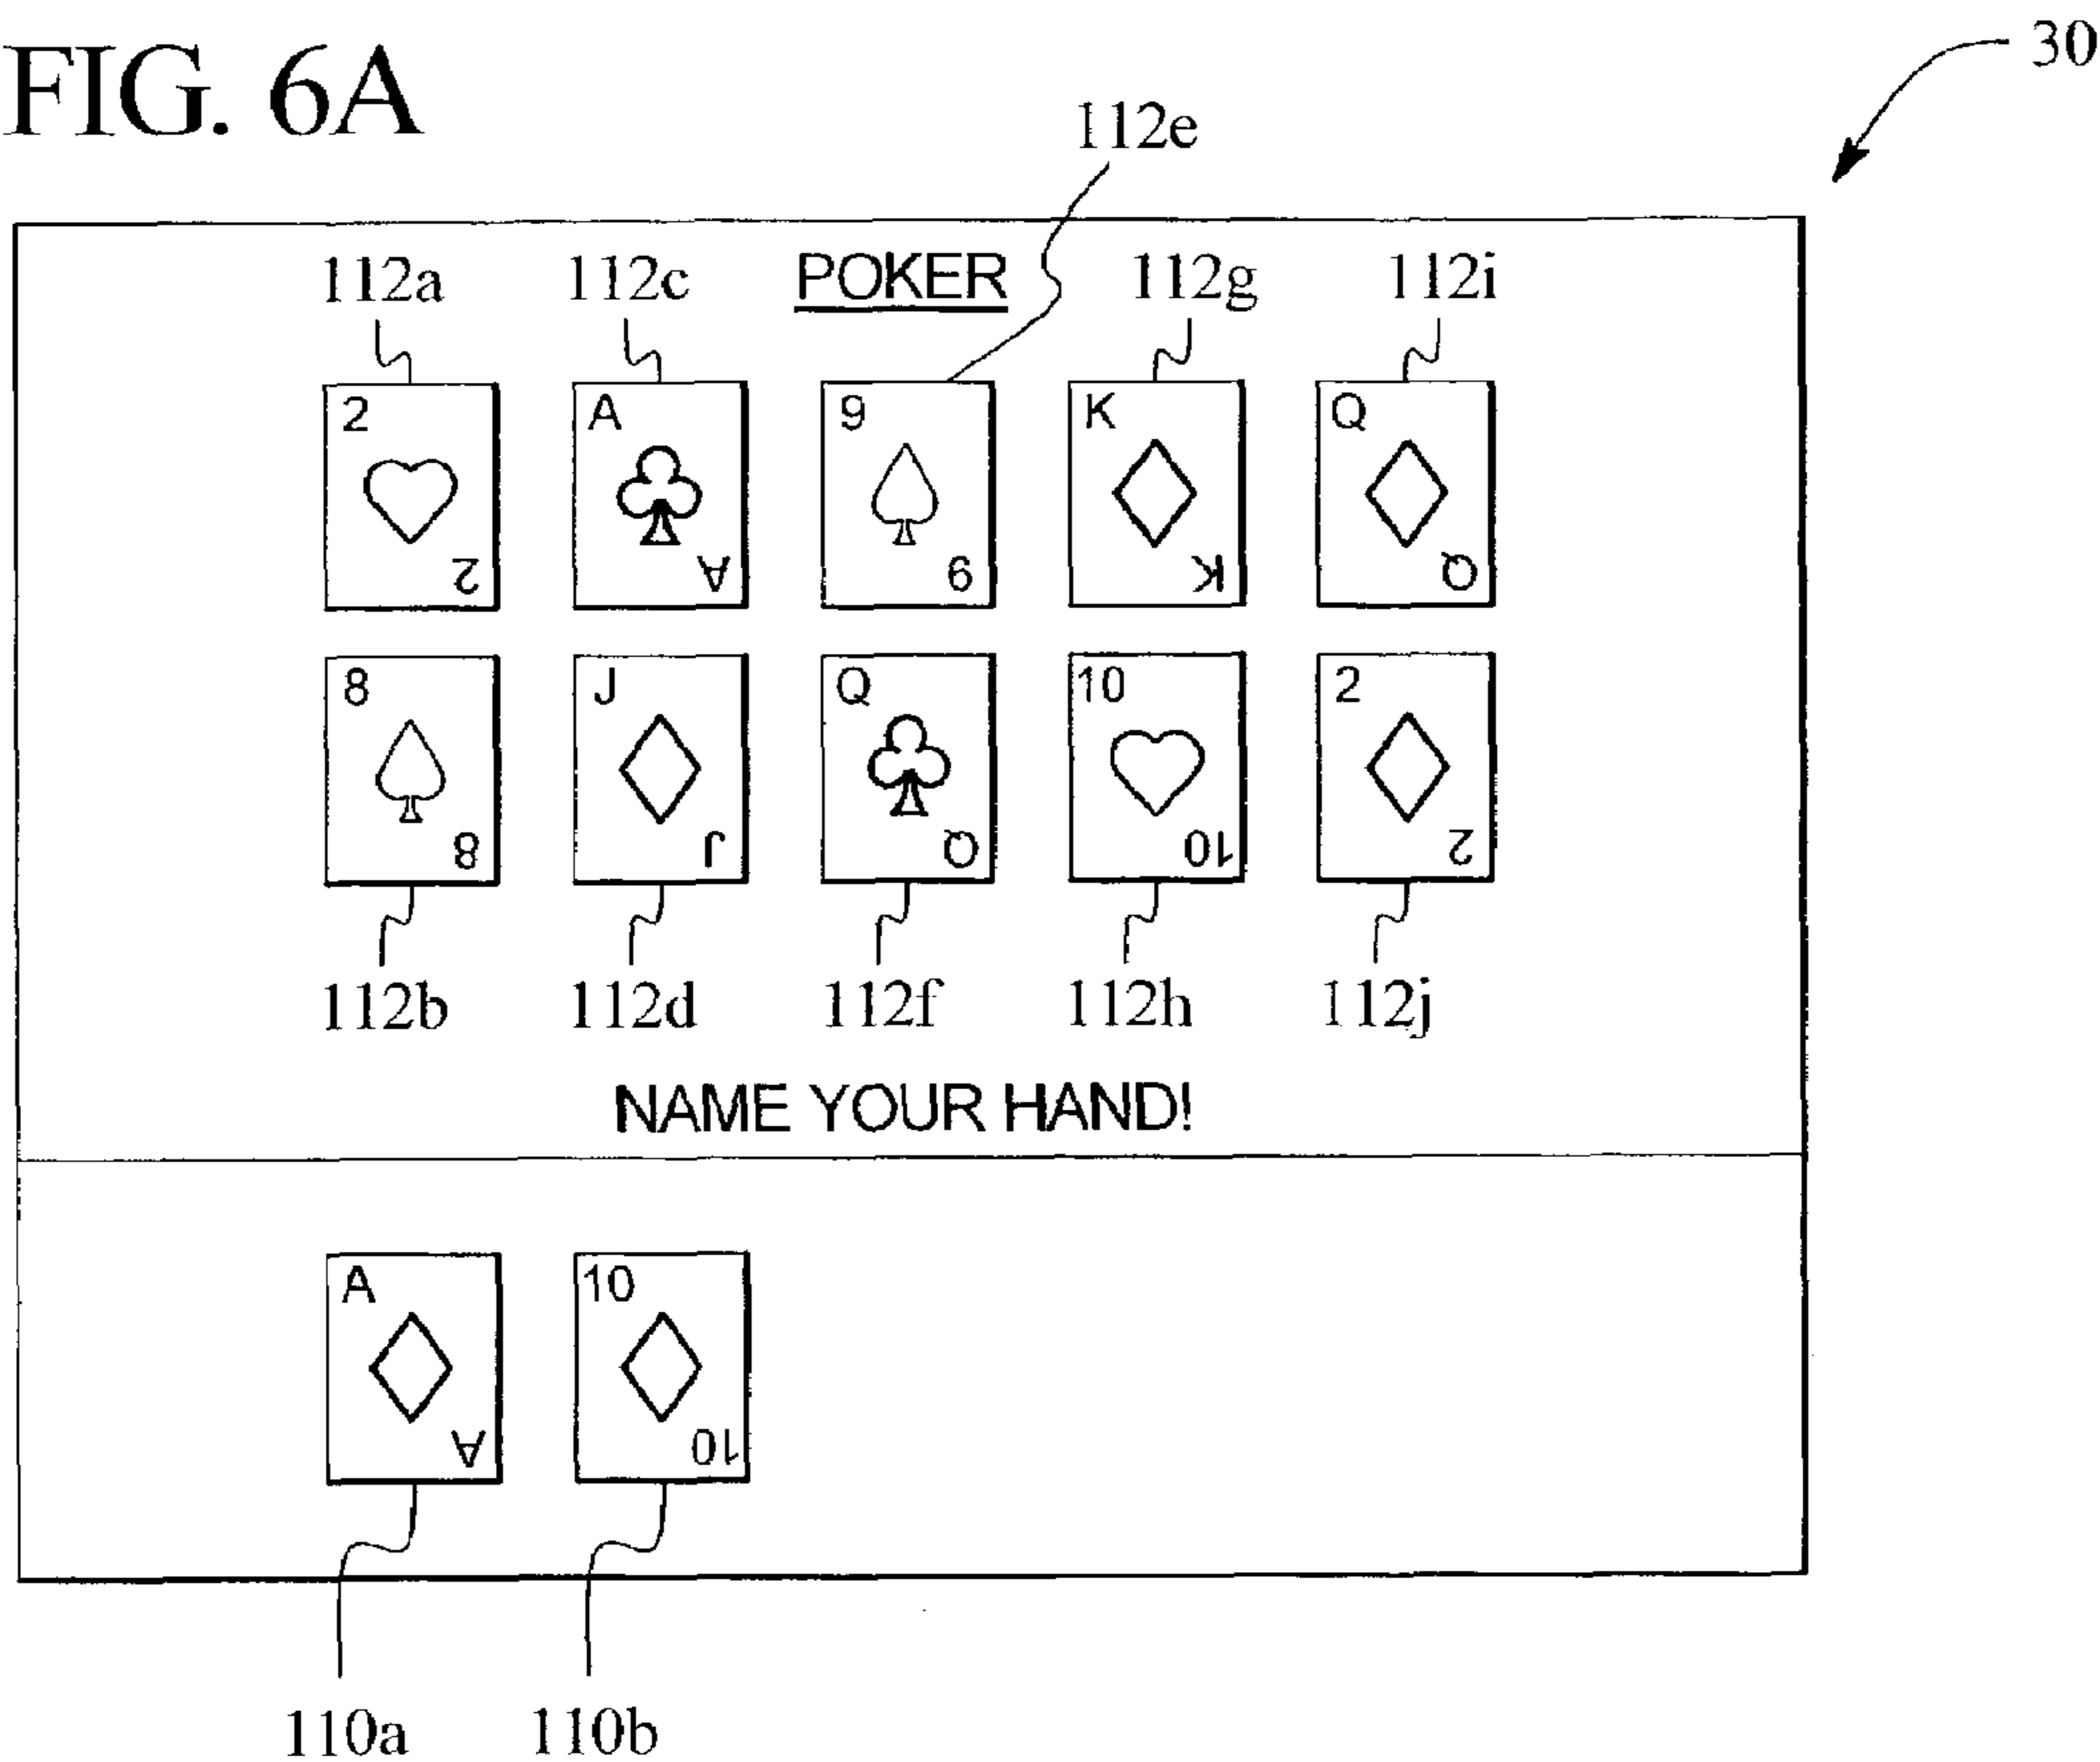 FIG. 6A
30
112e
112a 112c POKER 112g 112i
2 A 9 K Q
2 A 9 K Q
8 J Q 10 2
8 J Q 10 2
112b 112d 112f 112h 112j
NAME YOUR HAND!
A 10
A 10
110a 110b